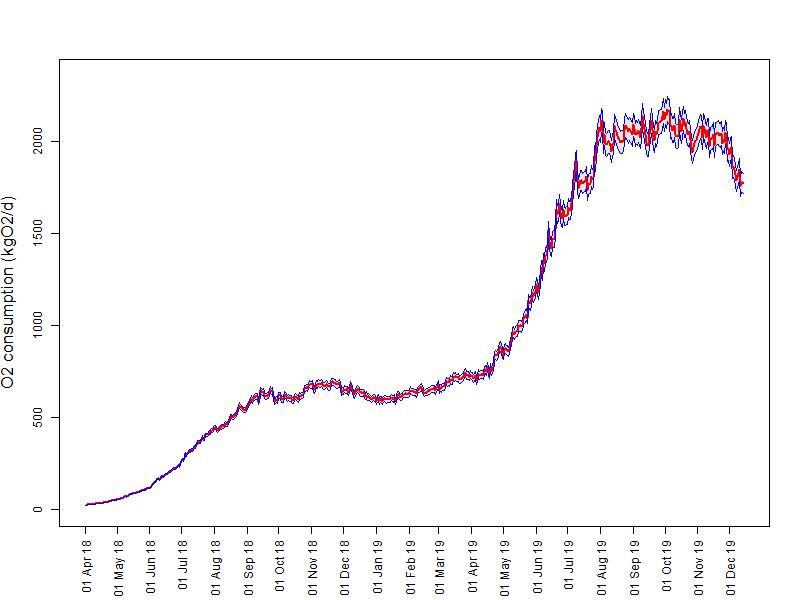 O2 consumption (kgO2/d)
2000
1500
1000
500
0
01 Apr 18
01 May 18
01 Jun 18
01 Jul 18
01 Aug 18
01 Sep 18
01 Oct 18
01 Nov 18
01 Dec 18
01 Jan 19
01 Feb 19
01 Mar 19
01 Apr 19
01 May 19
01 Jun 19
01 Jul 19
01 Aug 19
01 Sep 19
01 Oct 19
01 Nov 19
01 Dec 19